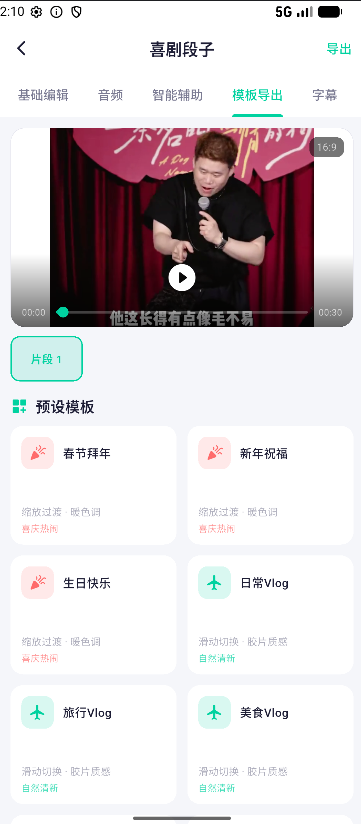 2:10
5G
喜剧段子
导出
基础编辑 音频 智能辅助 模板导出 字幕
16:9
00:00
00:30
他这长得有点像毛不易
片段 1
预设模板
春节拜年
缩放过渡 · 暖色调
喜庆热闹
新年祝福
缩放过渡 · 暖色调
喜庆热闹
生日快乐
缩放过渡 · 暖色调
喜庆热闹
日常Vlog
滑动切换 · 胶片质感
自然清新
旅行Vlog
滑动切换 · 胶片质感
自然清新
美食Vlog
滑动切换 · 胶片质感
自然清新